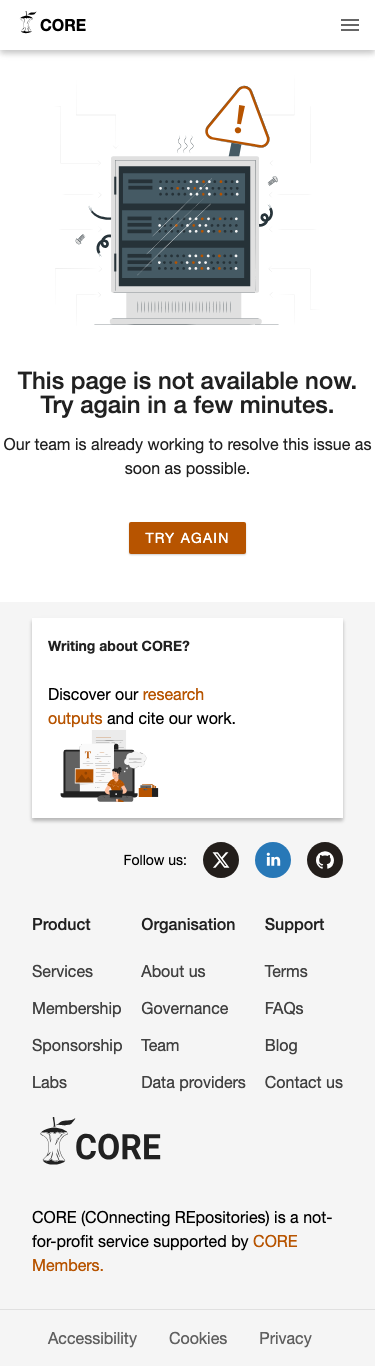 CORE
This page is not available now.
Try again in a few minutes.
Our team is already working to resolve this issue as
soon as possible.
TRY AGAIN
Writing about CORE?
Discover our research
outputs and cite our work.
Follow us:
Product
Services
Membership
Sponsorship
Labs
Organisation
About us
Governance
Team
Data providers
Support
Terms
FAQs
Blog
Contact us
CORE
CORE (COnnecting REpositories) is a not-
for-profit service supported by CORE
Members.
Accessibility Cookies Privacy